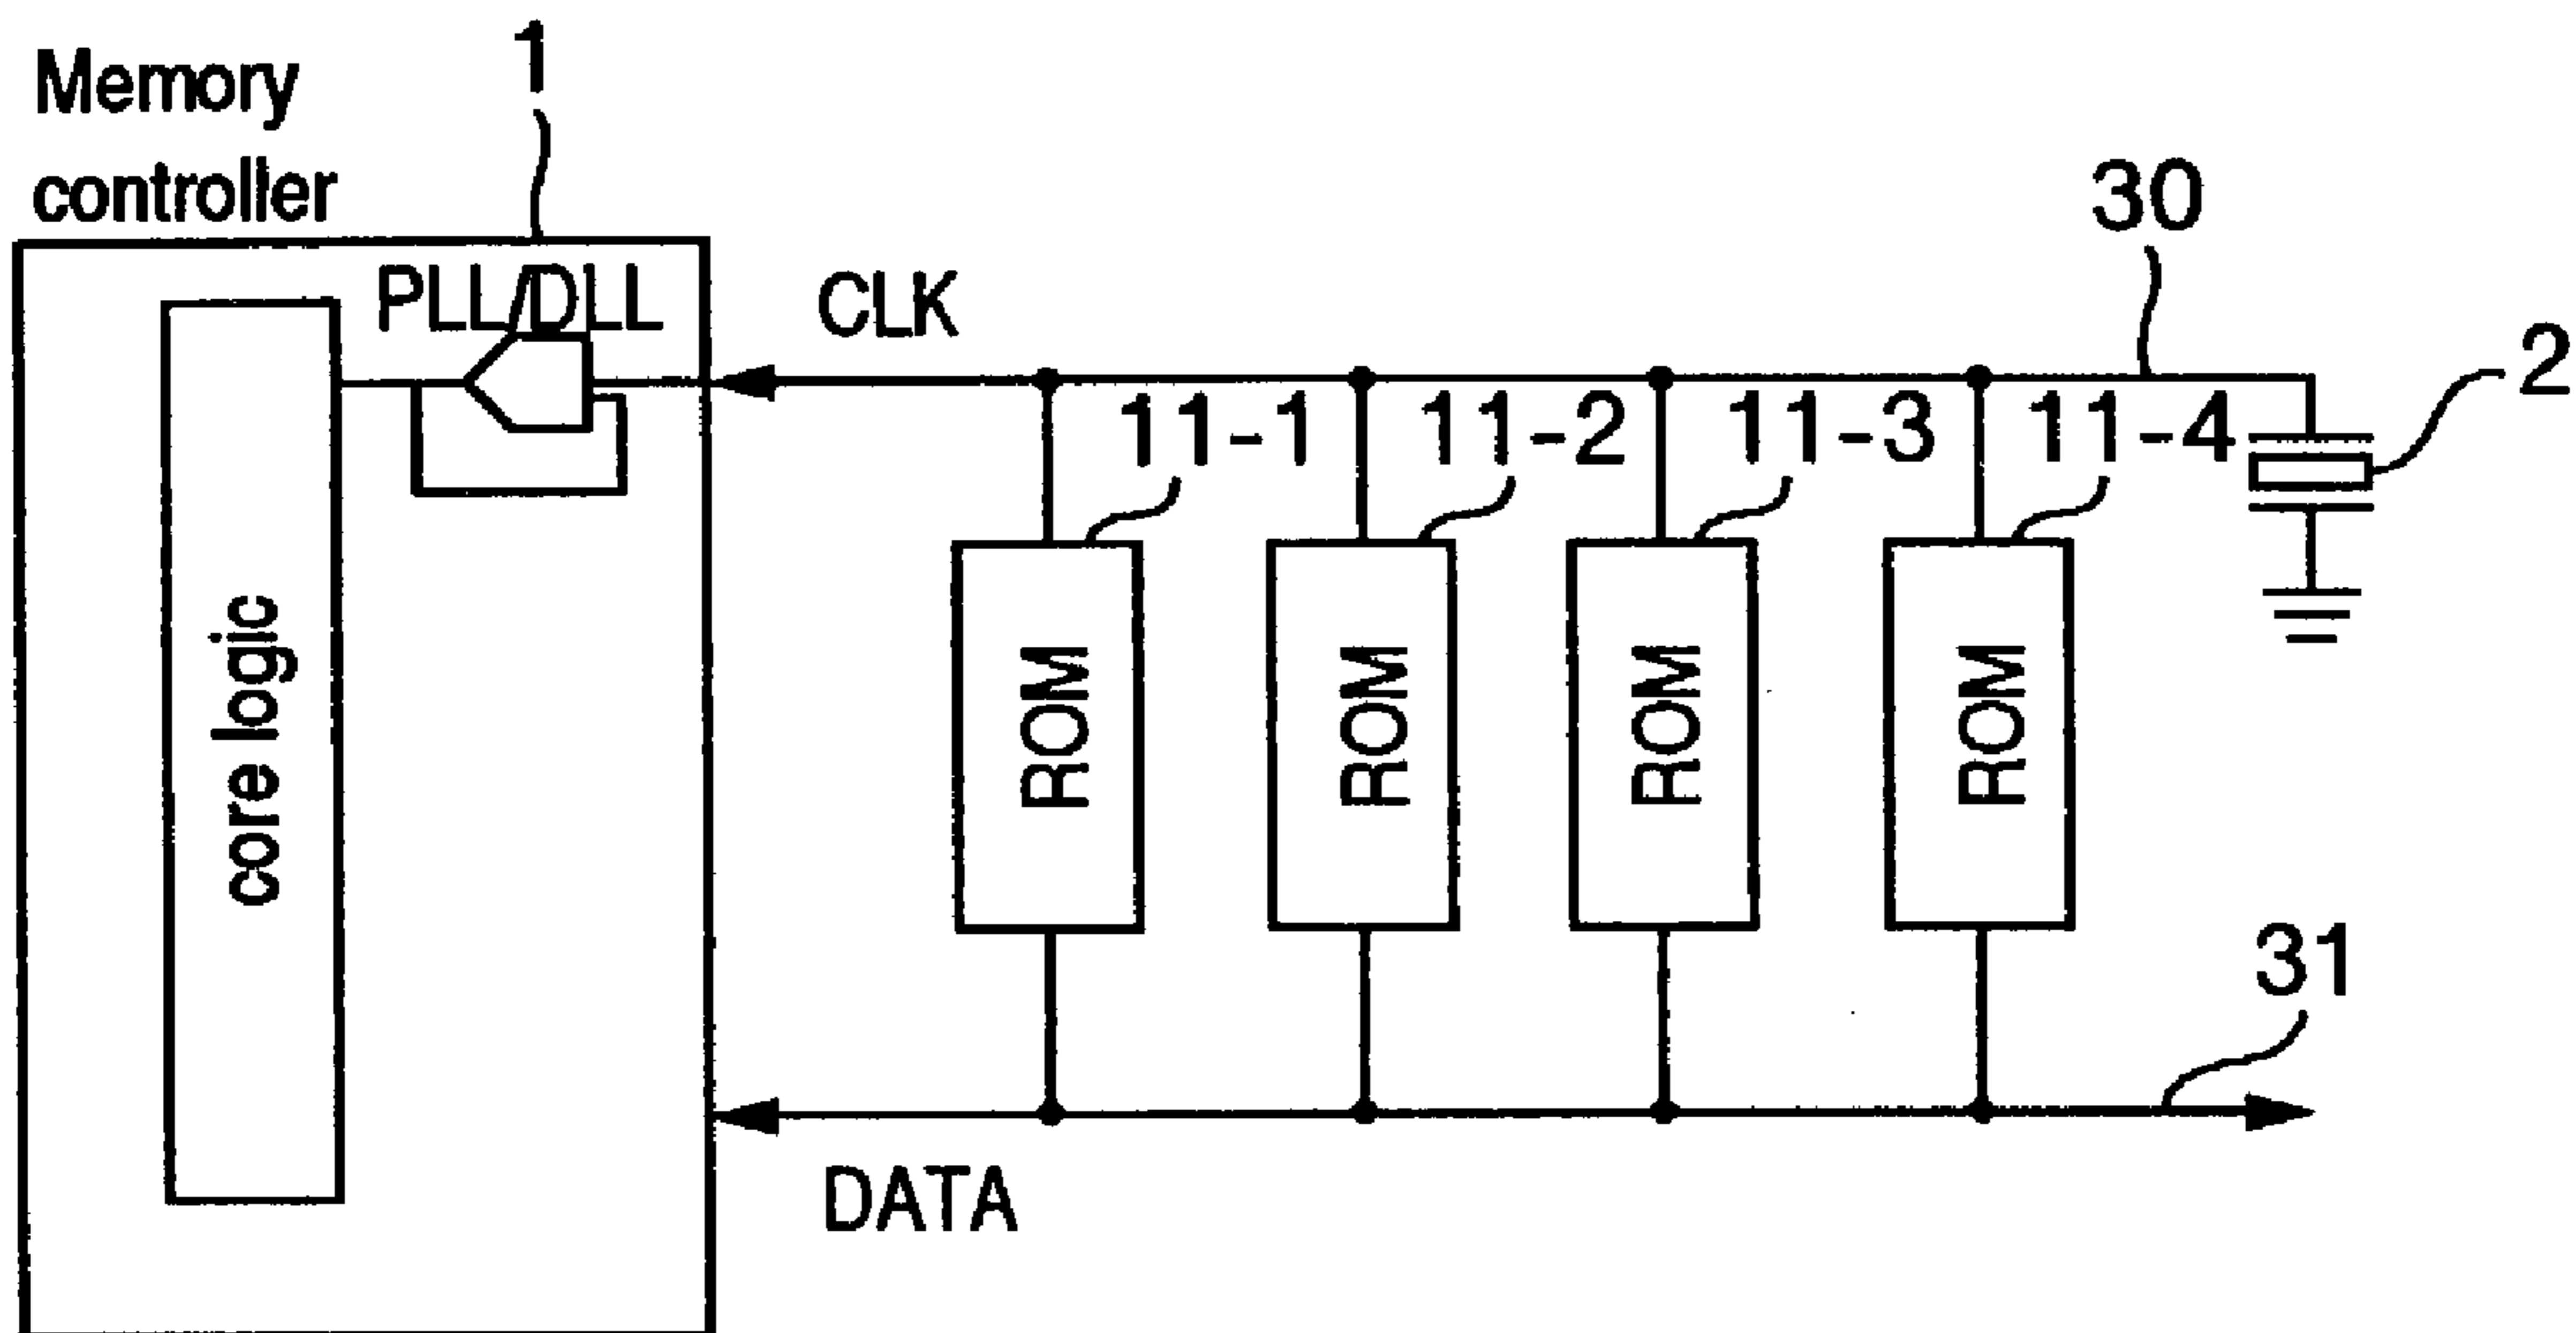 1
Memory
controller
30
PLL/DLL
CLK
2
11-1
11-2
11-3
11-4
core logic
ROM
ROM
ROM
ROM
31
DATA